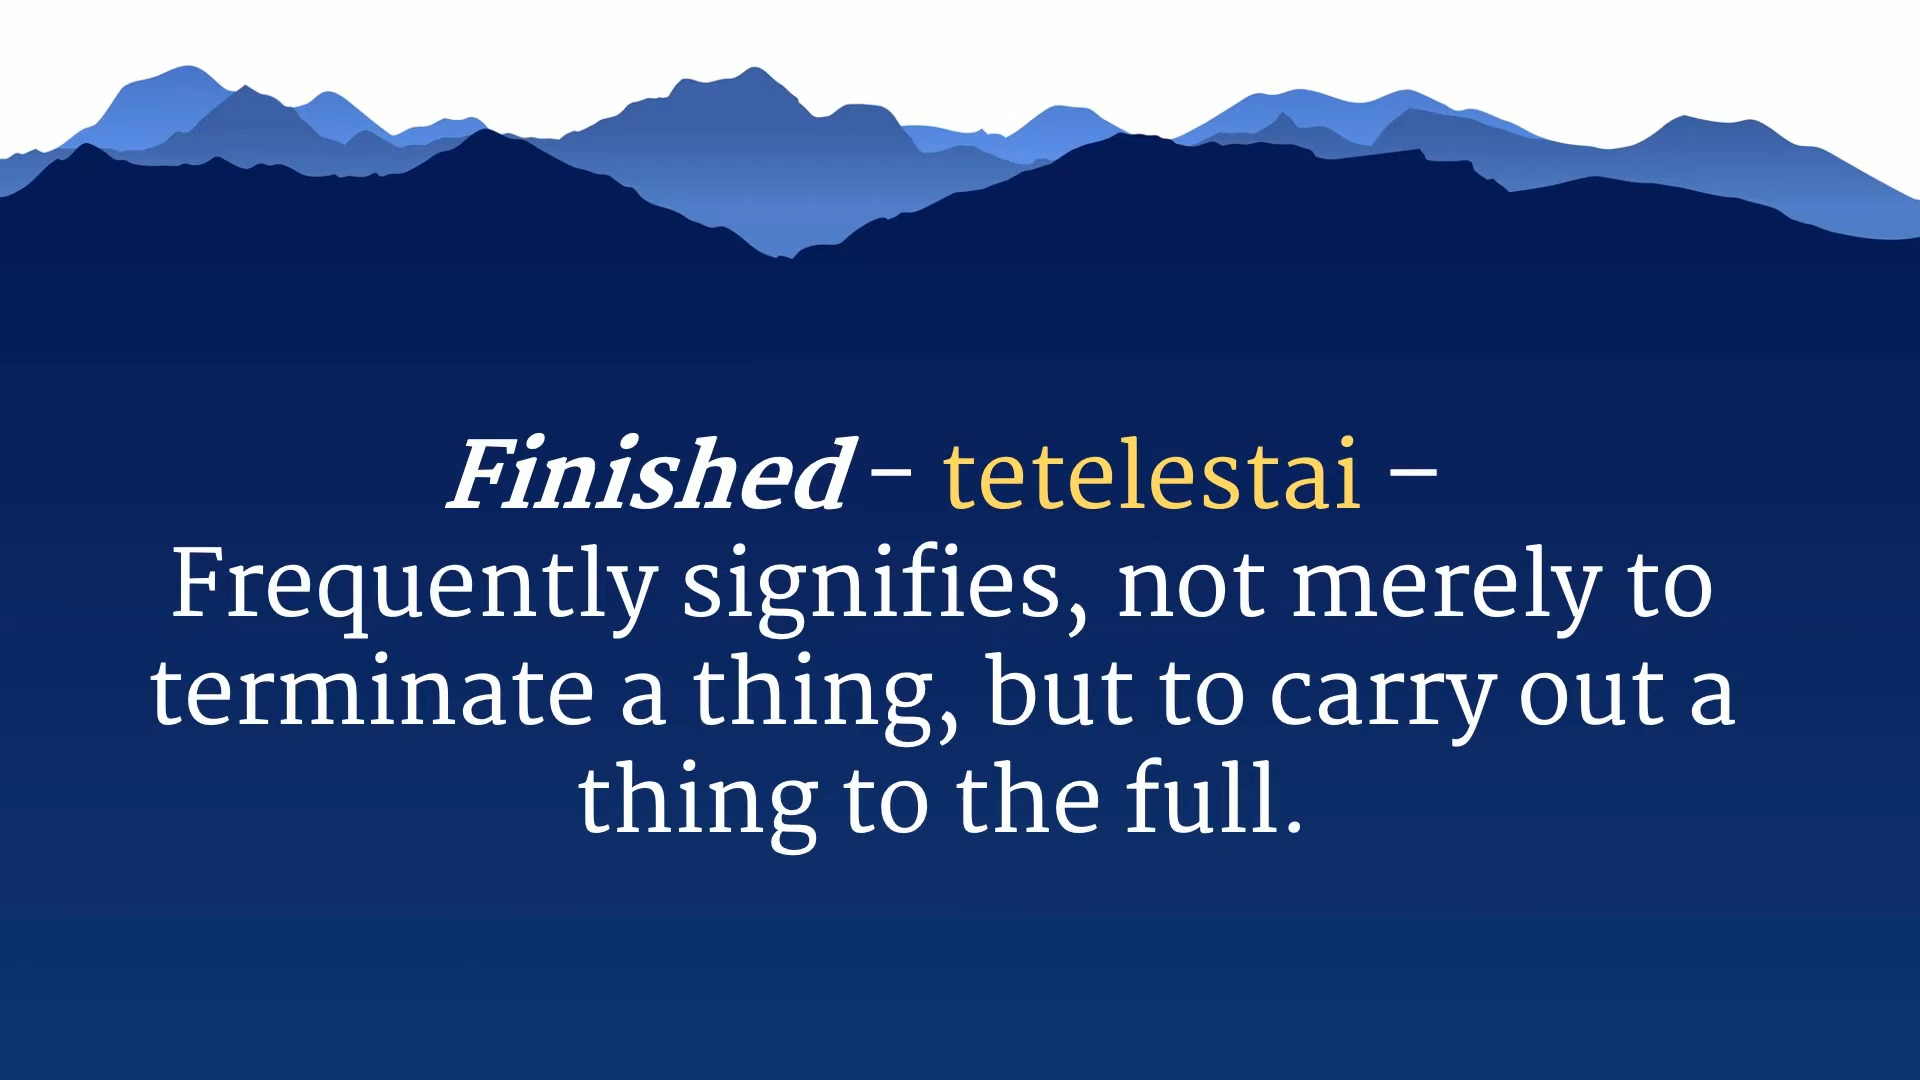 Finished – tetelestai –
Frequently signifies, not merely to
terminate a thing, but to carry out a
thing to the full.